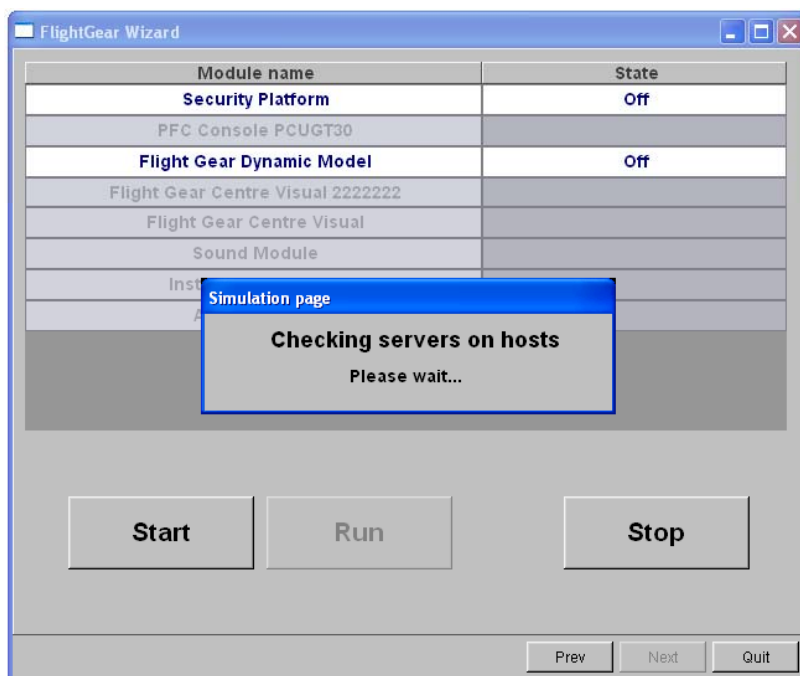 FlightGear Wizard
Module name State
Security Platform Off
PFC Console PCUGT30
Flight Gear Dynamic Model Off
Flight Gear Centre Visual 2222222
Flight Gear Centre Visual
Sound Module
Simulation page
Checking servers on hosts
Please wait...
Start Run Stop
Prev Next Quit